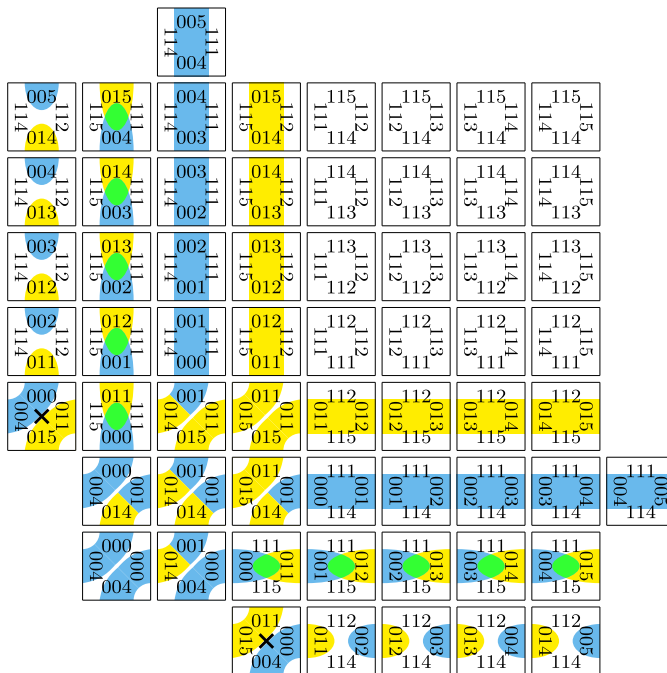 005
114 111
004
005 015 004 015 115 115 115 115
114 112 115 111 114 111 115 112 111 112 112 113 113 114 114 115
014 004 003 014 114 114 114 114
004 014 003 014 114 114 114 114
114 112 115 111 114 111 115 112 111 112 112 113 113 114 114 115
013 003 002 013 113 113 113 113
003 013 002 013 113 113 113 113
114 112 115 111 114 111 115 112 111 112 112 113 113 114 114 115
012 002 001 012 112 112 112 112
002 012 001 012 112 112 112 112
114 112 115 111 114 111 115 112 111 112 112 113 113 114 114 115
011 001 000 011 111 111 111 111
000 011 001 011 112 112 112 112
004 011 115 111 014 011 015 011 011 012 012 013 013 014 014 015
015 000 015 015 115 115 115 115
000 001 011 111 111 111 111 111
004 001 014 001 015 001 000 001 001 002 002 003 003 004 004 005
014 014 014 114 114 114 114 114
000 001 111 111 111 111 111
004 000 014 000 000 011 001 012 002 013 003 014 004 015
004 004 115 115 115 115 115
011 112 112 112 112
015 000 011 002 012 003 013 004 014 005
004 114 114 114 114